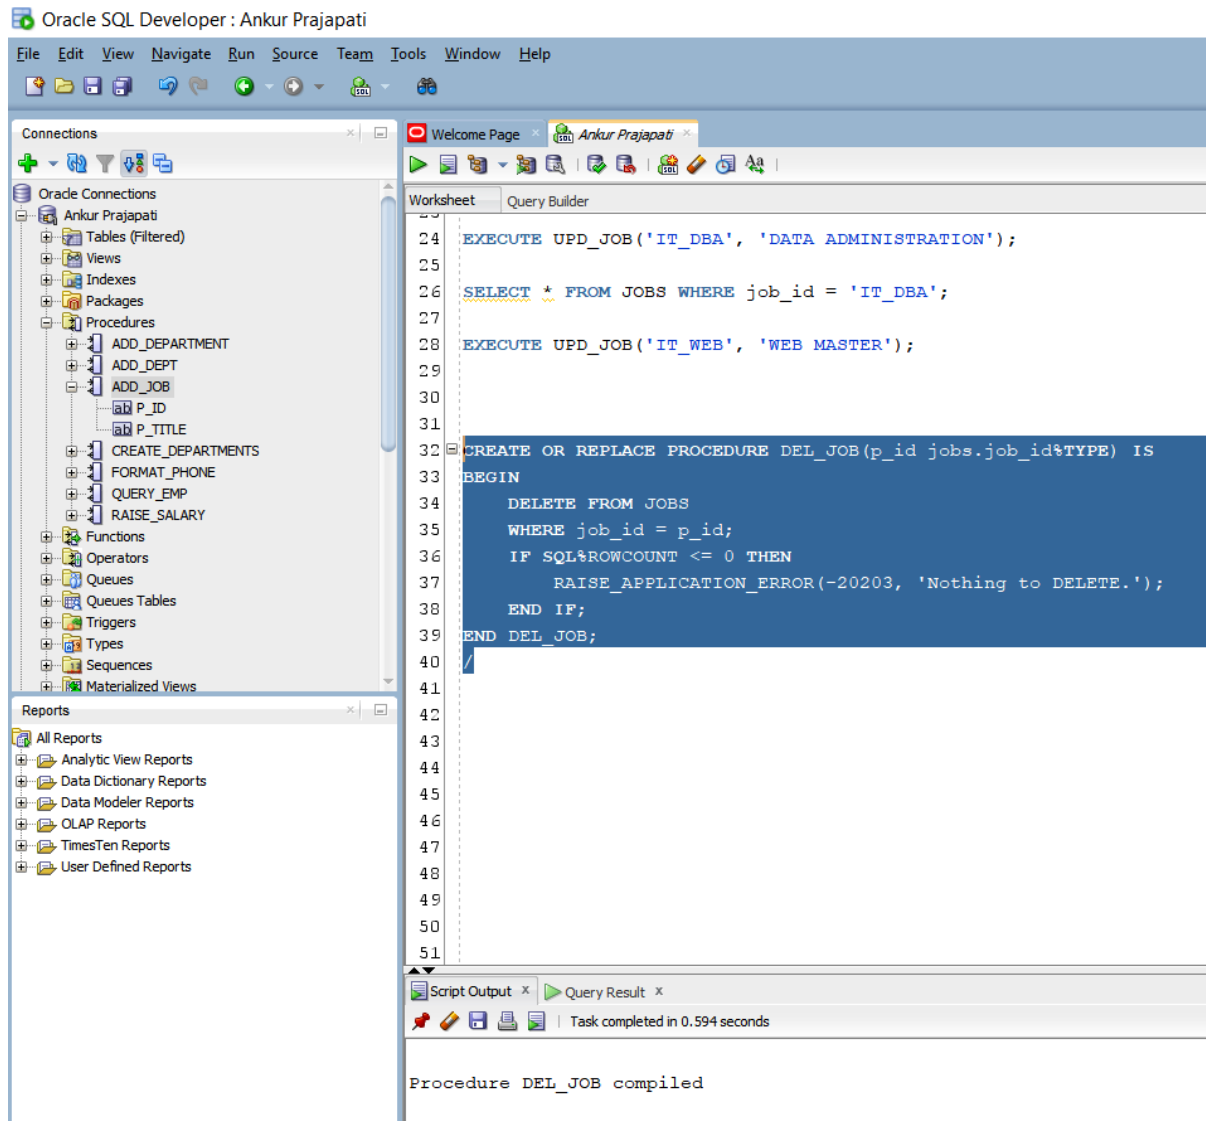 Oracle SQL Developer : Ankur Prajapati
File Edit View Navigate Run Source Team Tools Window Help
Connections
Oracle Connections
Ankur Prajapati
Tables (Filtered)
Views
Indexes
Packages
Procedures
ADD_DEPARTMENT
ADD_DEPT
ADD_JOB
P_ID
P_TITLE
CREATE_DEPARTMENTS
FORMAT_PHONE
QUERY_EMP
RAISE_SALARY
Functions
Operators
Queues
Queues Tables
Triggers
Types
Sequences
Materialized Views
Reports
All Reports
Analytic View Reports
Data Dictionary Reports
Data Modeler Reports
OLAP Reports
TimesTen Reports
User Defined Reports
Welcome Page Ankur Prajapati
Worksheet Query Builder
24 EXECUTE UPD_JOB('IT_DBA', 'DATA ADMINISTRATION');
25
26 SELECT * FROM JOBS WHERE job_id = 'IT_DBA';
27
28 EXECUTE UPD_JOB('IT_WEB', 'WEB MASTER');
29
30
31
32 CREATE OR REPLACE PROCEDURE DEL_JOB(p_id jobs.job_id%TYPE) IS
33 BEGIN
34 DELETE FROM JOBS
35 WHERE job_id = p_id;
36 IF SQL%ROWCOUNT <= 0 THEN
37 RAISE_APPLICATION_ERROR(-20203, 'Nothing to DELETE.');
38 END IF;
39 END DEL_JOB;
40 /
41
42
43
44
45
46
47
48
49
50
51
Script Output x Query Result x
Task completed in 0.594 seconds
Procedure DEL_JOB compiled